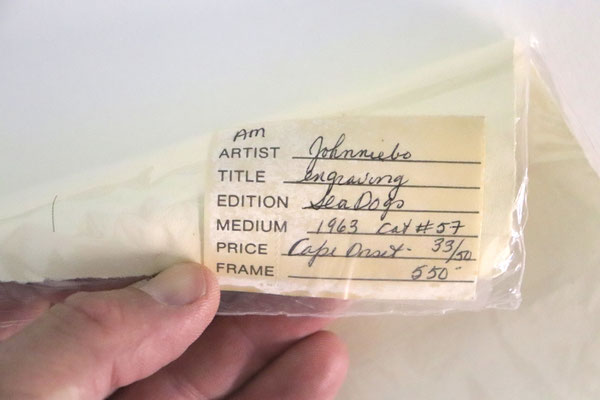 Am
ARTIST Johnniebo
TITLE engraving
EDITION Sea Dogs
MEDIUM 1963 Cat #57
PRICE Cape Dorset - 33/50
FRAME 550-